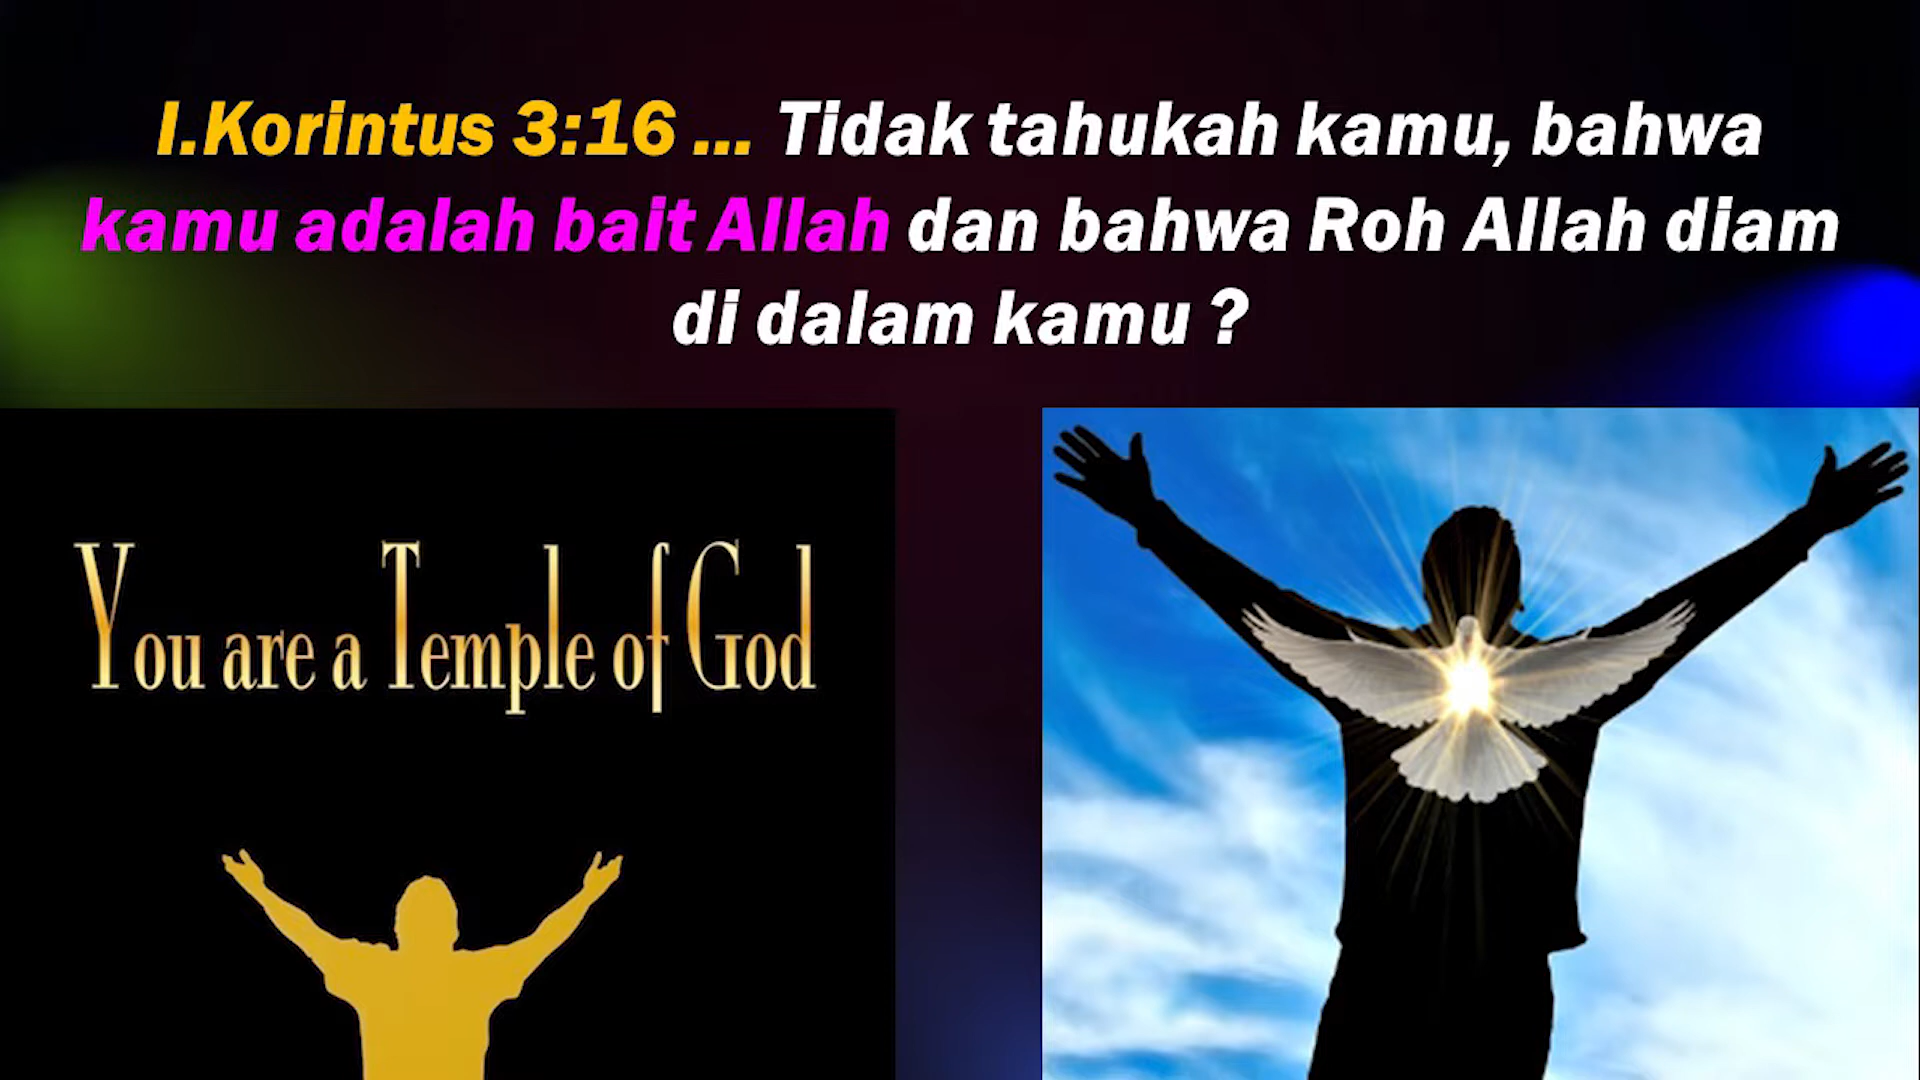 I.Korintus 3:16 ... Tidak tahukah kamu, bahwa
kamu adalah bait Allah dan bahwa Roh Allah diam
di dalam kamu ?
You are a Temple of God